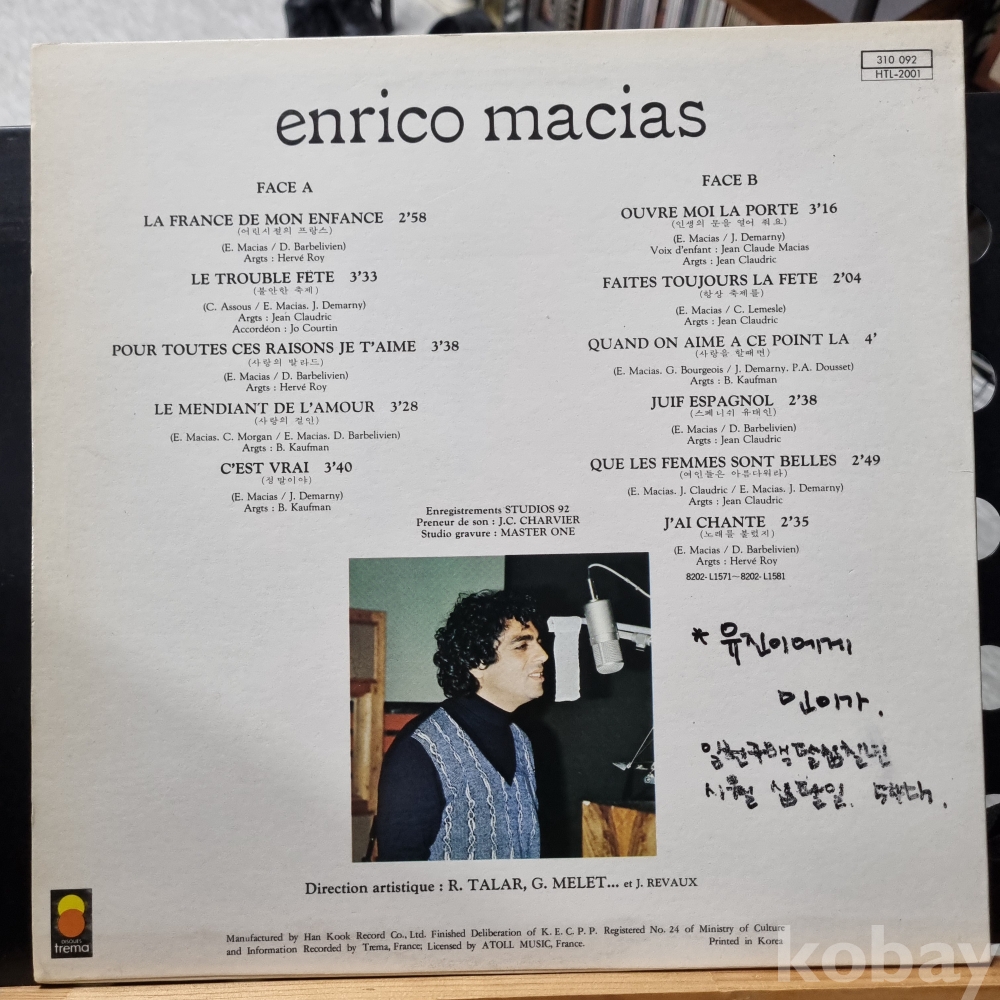 310 092
HTL-2001
enrico macias
FACE A
LA FRANCE DE MON ENFANCE 2'58
(어린시절의 프랑스)
(E. Macias / D. Barbelivien)
Argts : Hervé Roy
LE TROUBLE FETE 3'33
(불안한 축제)
(C. Assous / E. Macias. J. Demarny)
Argts : Jean Claudric
Accordéon : Jo Courtin
POUR TOUTES CES RAISONS JE T'AIME 3'38
(사랑의 발라드)
(E. Macias / D. Barbelivien)
Argts : Hervé Roy
LE MENDIANT DE L'AMOUR 3'28
(사랑의 걸인)
(E. Macias. C. Morgan / E. Macias. D. Barbelivien)
Argts : B. Kaufman
C'EST VRAI 3'40
(정말이야)
(E. Macias / J. Demarny)
Argts : B. Kaufman
FACE B
OUVRE MOI LA PORTE 3'16
(인생의 문을 열어 줘요)
(E. Macias / J. Demarny)
Voix d'enfant : Jean Claude Macias
Argts : Jean Claudric
FAITES TOUJOURS LA FETE 2'04
(항상 축제를)
(E. Macias / C. Lemesle)
Argts : Jean Claudric
QUAND ON AIME A CE POINT LA 4'
(사랑을 할때면)
(E. Macias. G. Bourgeois / J. Demarny. P.A. Dousset)
Argts : B. Kaufman
JUIF ESPAGNOL 2'38
(스페니쉬 유태인)
(E. Macias / D. Barbelivien)
Argts : Jean Claudric
QUE LES FEMMES SONT BELLES 2'49
(여인들은 아름다워라)
(E. Macias. J. Claudric / E. Macias. J. Demarny)
Argts : Jean Claudric
J'AI CHANTE 2'35
(노래를 불렀지)
(E. Macias / D. Barbelivien)
Argts : Hervé Roy
8202-L1571~8202-L1581
Enregistrements STUDIOS 92
Preneur de son : J.C. CHARVIER
Studio gravure : MASTER ONE
*유진이에게
민이가.
일천구백팔십칠년
시월 십팔일.
Direction artistique : R. TALAR, G. MELET... et J. REVAUX
DISQUES
trema
Manufactured by Han Kook Record Co., Ltd. Finished Deliberation of K. E. C. P. P. Registered No. 24 of Ministry of Culture
and Information Recorded by Trema, France; Licensed by ATOLL MUSIC, France. Printed in Korea
kobay